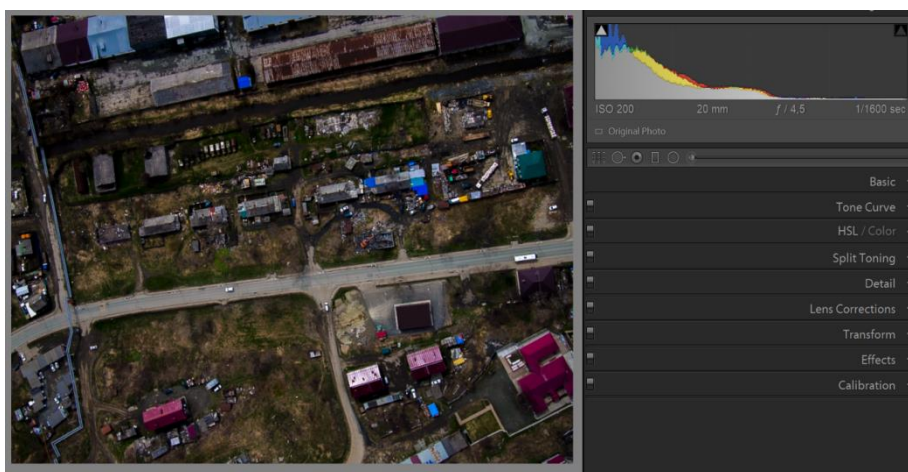 ISO 200 20 mm ƒ / 4,5 1/1600 sec
Original Photo
Basic
Tone Curve
HSL / Color
Split Toning
Detail
Lens Corrections
Transform
Effects
Calibration